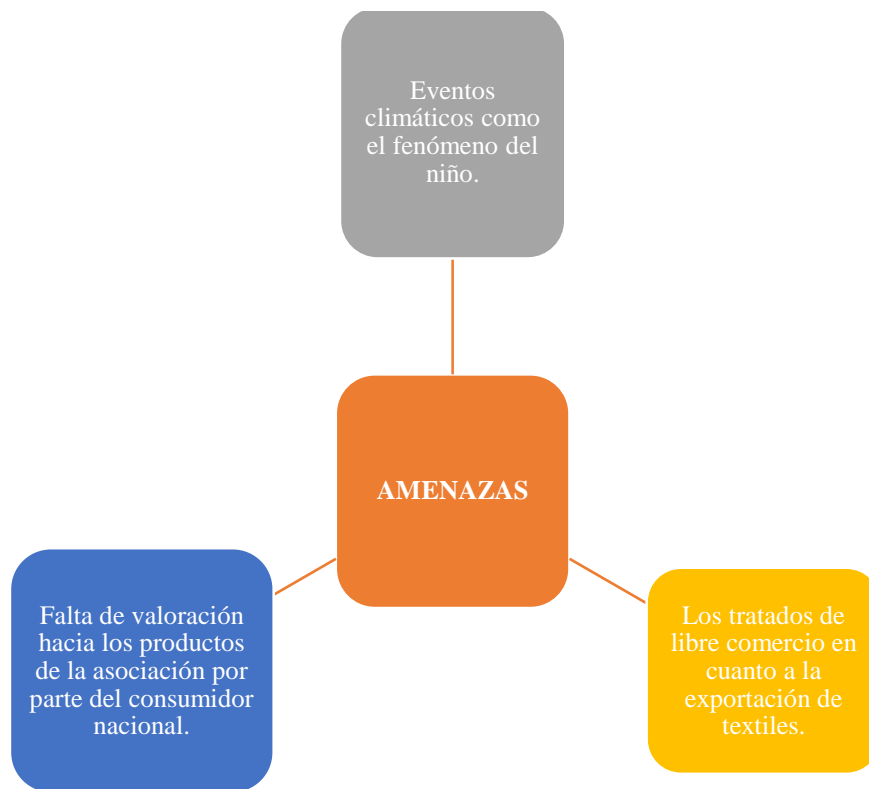 Eventos
climáticos como
el fenómeno del
niño.
AMENAZAS
Falta de valoración
hacia los productos
de la asociación por
parte del consumidor
nacional.
Los tratados de
libre comercio en
cuanto a la
exportación de
textiles.